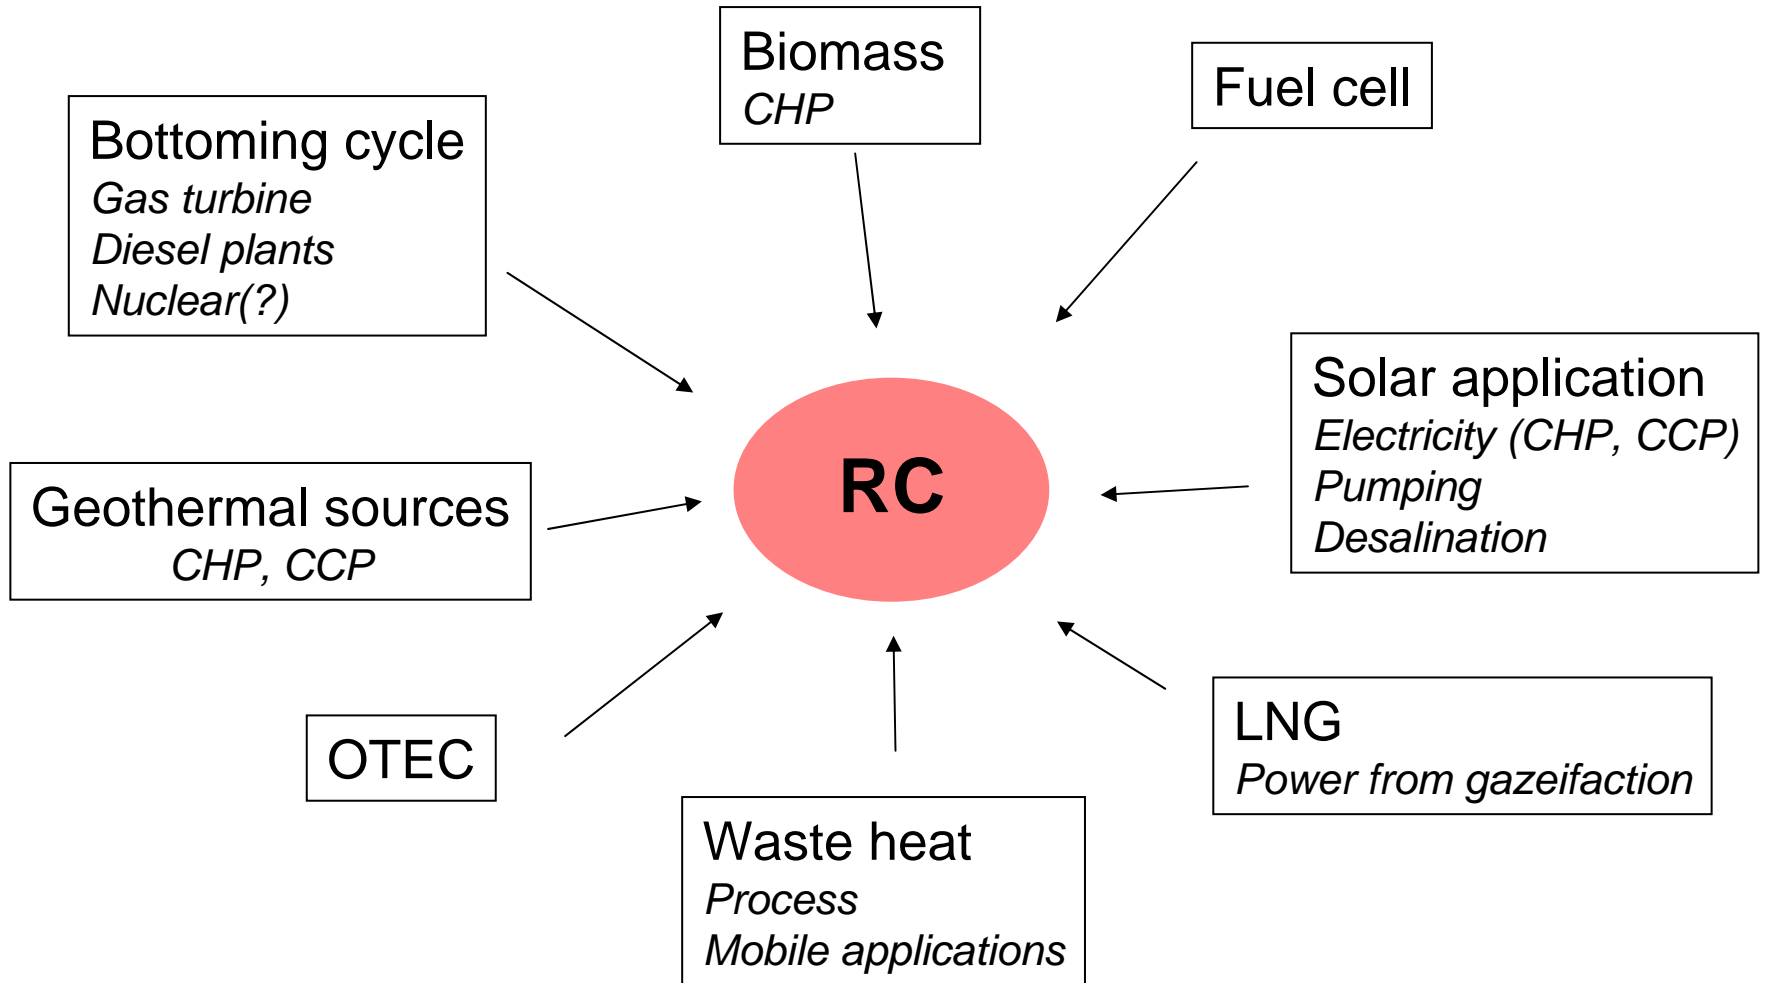 Biomass
CHP
Fuel cell
Bottoming cycle
Gas turbine
Diesel plants
Nuclear(?)
Solar application
Electricity (CHP, CCP)
Pumping
Desalination
RC
Geothermal sources
CHP, CCP
LNG
Power from gazeifaction
OTEC
Waste heat
Process
Mobile applications